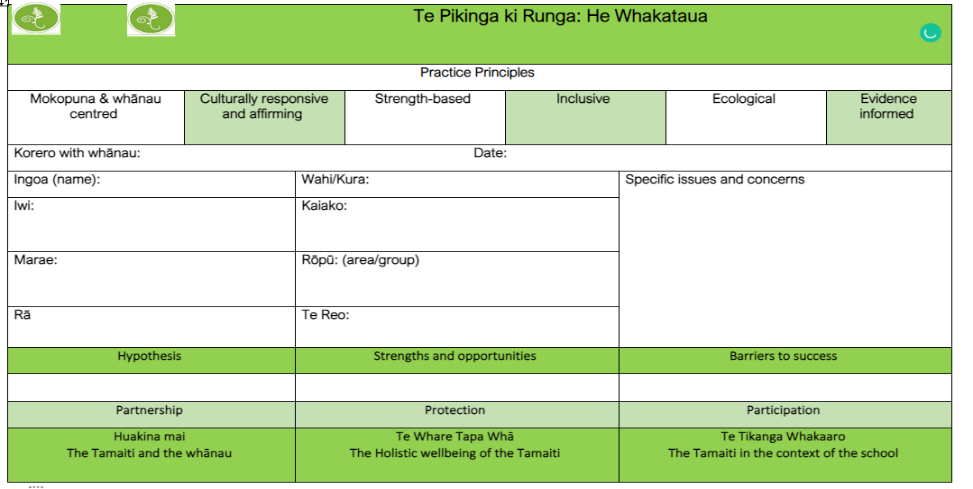 Te Pikinga ki Runga: He Whakataua
Practice Principles
Mokopuna & whānau
centred
Culturally responsive
and affirming
Strength-based
Inclusive
Ecological
Evidence
informed
Korero with whānau:
Date:
Ingoa (name):
Wahi/Kura:
Specific issues and concerns
Iwi:
Kaiako:
Marae:
Rōpū: (area/group)
Rā
Te Reo:
Hypothesis
Strengths and opportunities
Barriers to success
Partnership
Protection
Participation
Huakina mai
The Tamaiti and the whānau
Te Whare Tapa Whā
The Holistic wellbeing of the Tamaiti
Te Tikanga Whakaaro
The Tamaiti in the context of the school